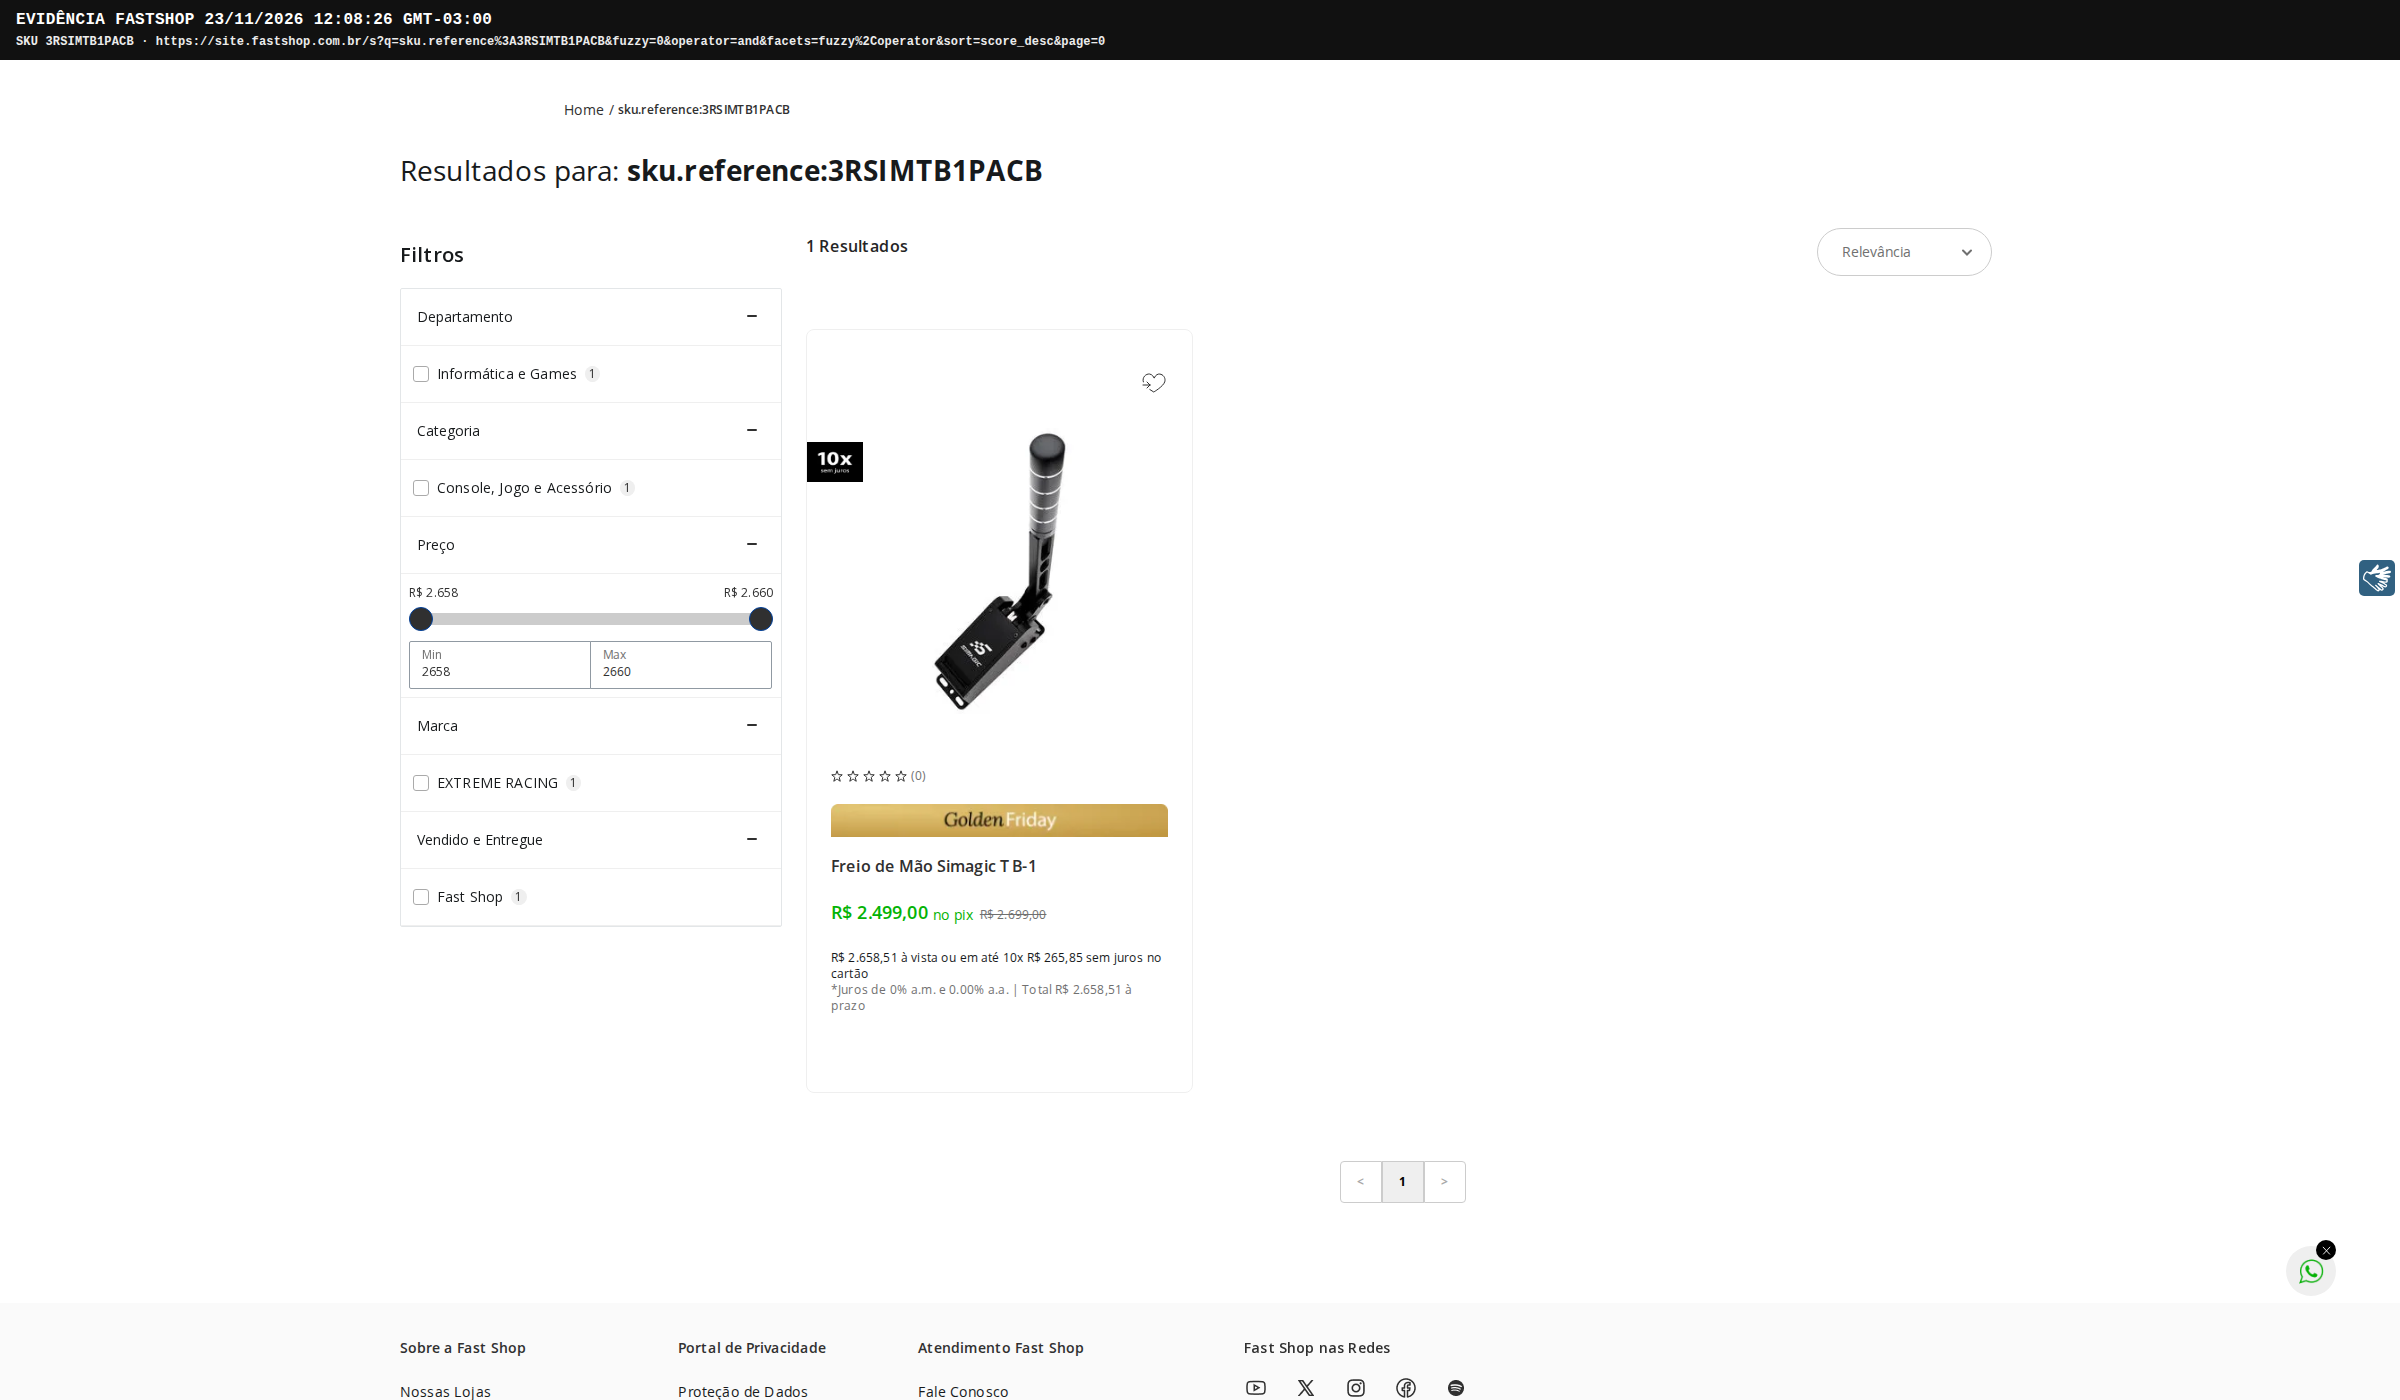 EVIDÊNCIA FASTSHOP 23/11/2026 12:08:26 GMT-03:00
SKU 3RSIMTB1PACB · https://site.fastshop.com.br/s?q=sku.reference%3A3RSIMTB1PACB&fuzzy=0&operator=and&facets=fuzzy%2Coperator&sort=score_desc&page=0
Home / sku.reference:3RSIMTB1PACB
Resultados para: sku.reference:3RSIMTB1PACB
Filtros
1 Resultados
Relevância
Departamento
Informática e Games 1
Categoria
Console, Jogo e Acessório 1
Preço
R$ 2.658
R$ 2.660
Min
2658
Max
2660
Marca
EXTREME RACING 1
Vendido e Entregue
Fast Shop 1
10x
sem juros
SIMAGIC
(0)
Golden Friday
Freio de Mão Simagic TB-1
R$ 2.499,00 no pix R$ 2.699,00
R$ 2.658,51 à vista ou em até 10x R$ 265,85 sem juros no
cartão
*Juros de 0% a.m. e 0.00% a.a. | Total R$ 2.658,51 à
prazo
< 1 >
Sobre a Fast Shop
Portal de Privacidade
Atendimento Fast Shop
Fast Shop nas Redes
Nossas Lojas
Proteção de Dados
Fale Conosco